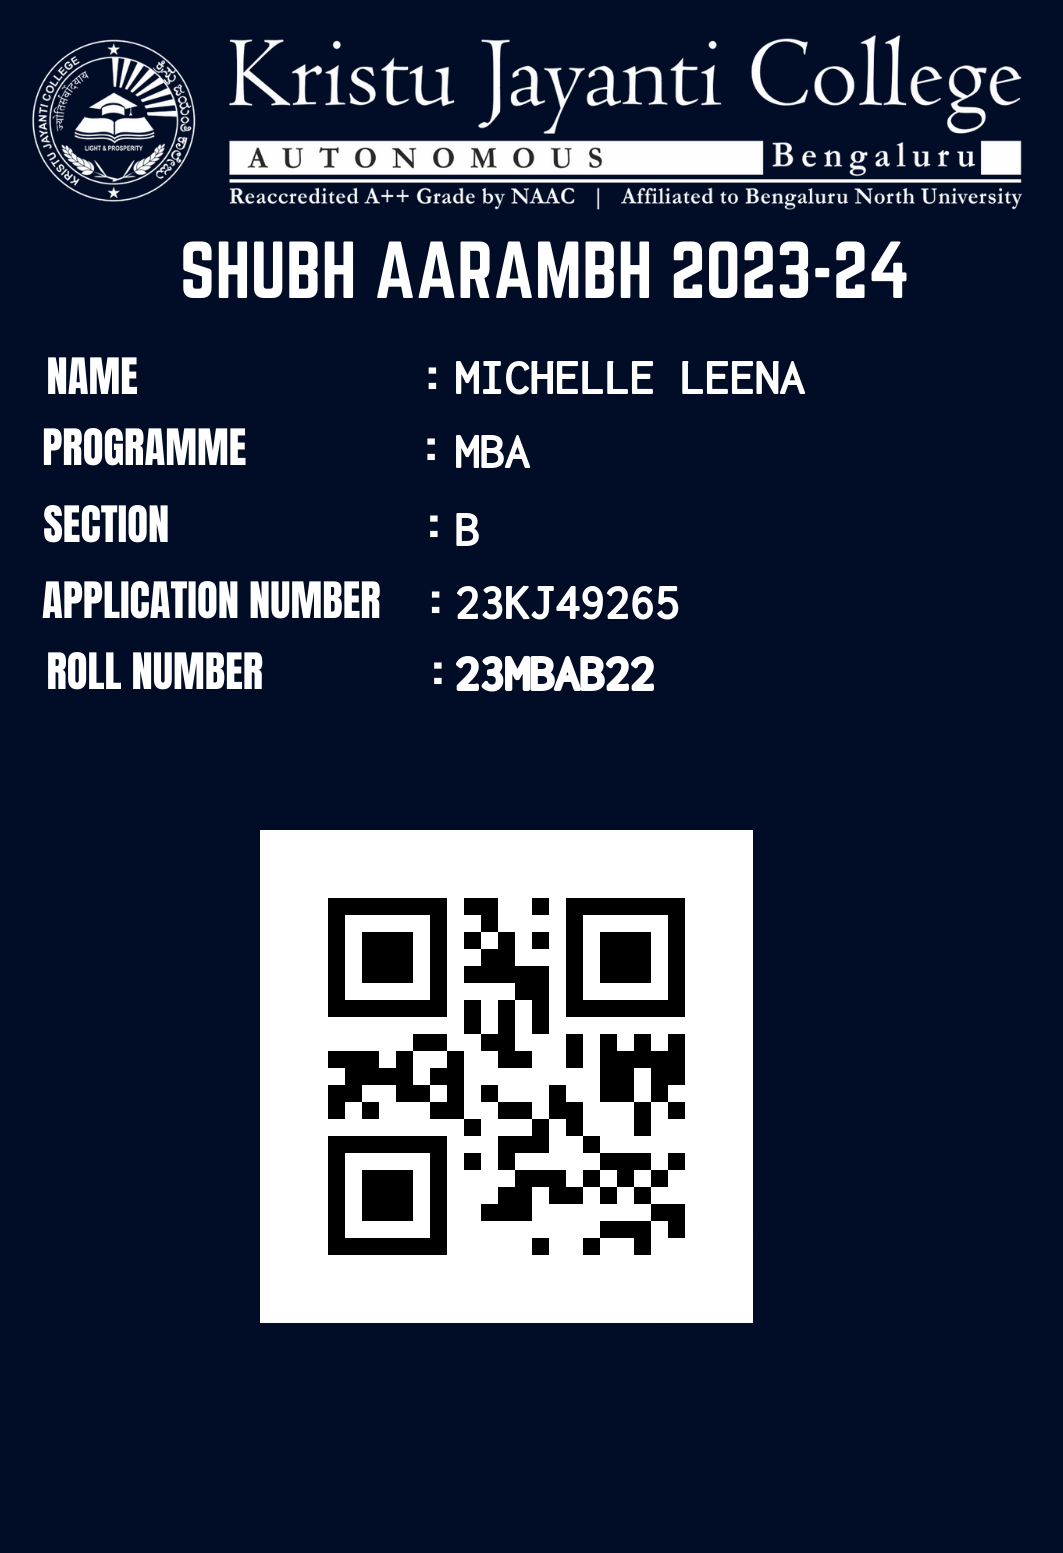 Kristu Jayanti College
AUTONOMOUS Bengaluru
Reaccredited A++ Grade by NAAC | Affiliated to Bengaluru North University
KRISTU JAYANTI COLLEGE
LIGHT & PROSPERITY
SHUBH AARAMBH 2023-24
NAME : MICHELLE LEENA
PROGRAMME : MBA
SECTION : B
APPLICATION NUMBER : 23KJ49265
ROLL NUMBER : 23MBAB22